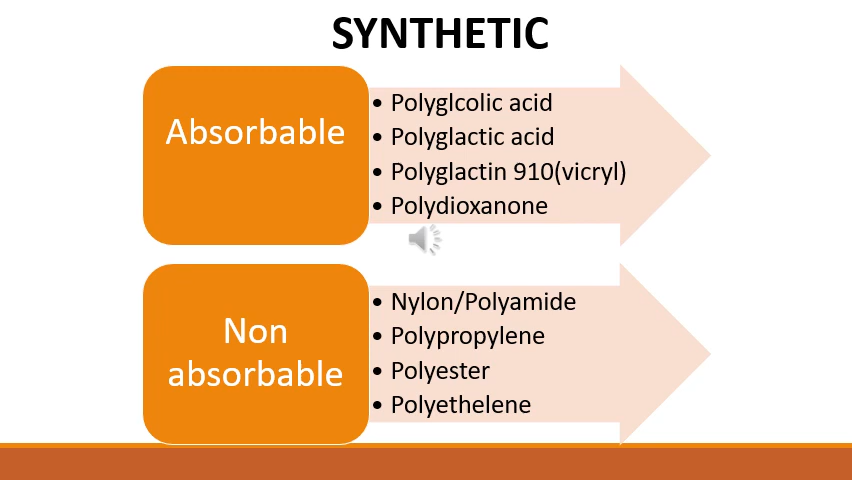 SYNTHETIC
Absorbable
• Polyglcolic acid
• Polyglactic acid
• Polyglactin 910(vicryl)
• Polydioxanone
Non
absorbable
• Nylon/Polyamide
• Polypropylene
• Polyester
• Polyethelene